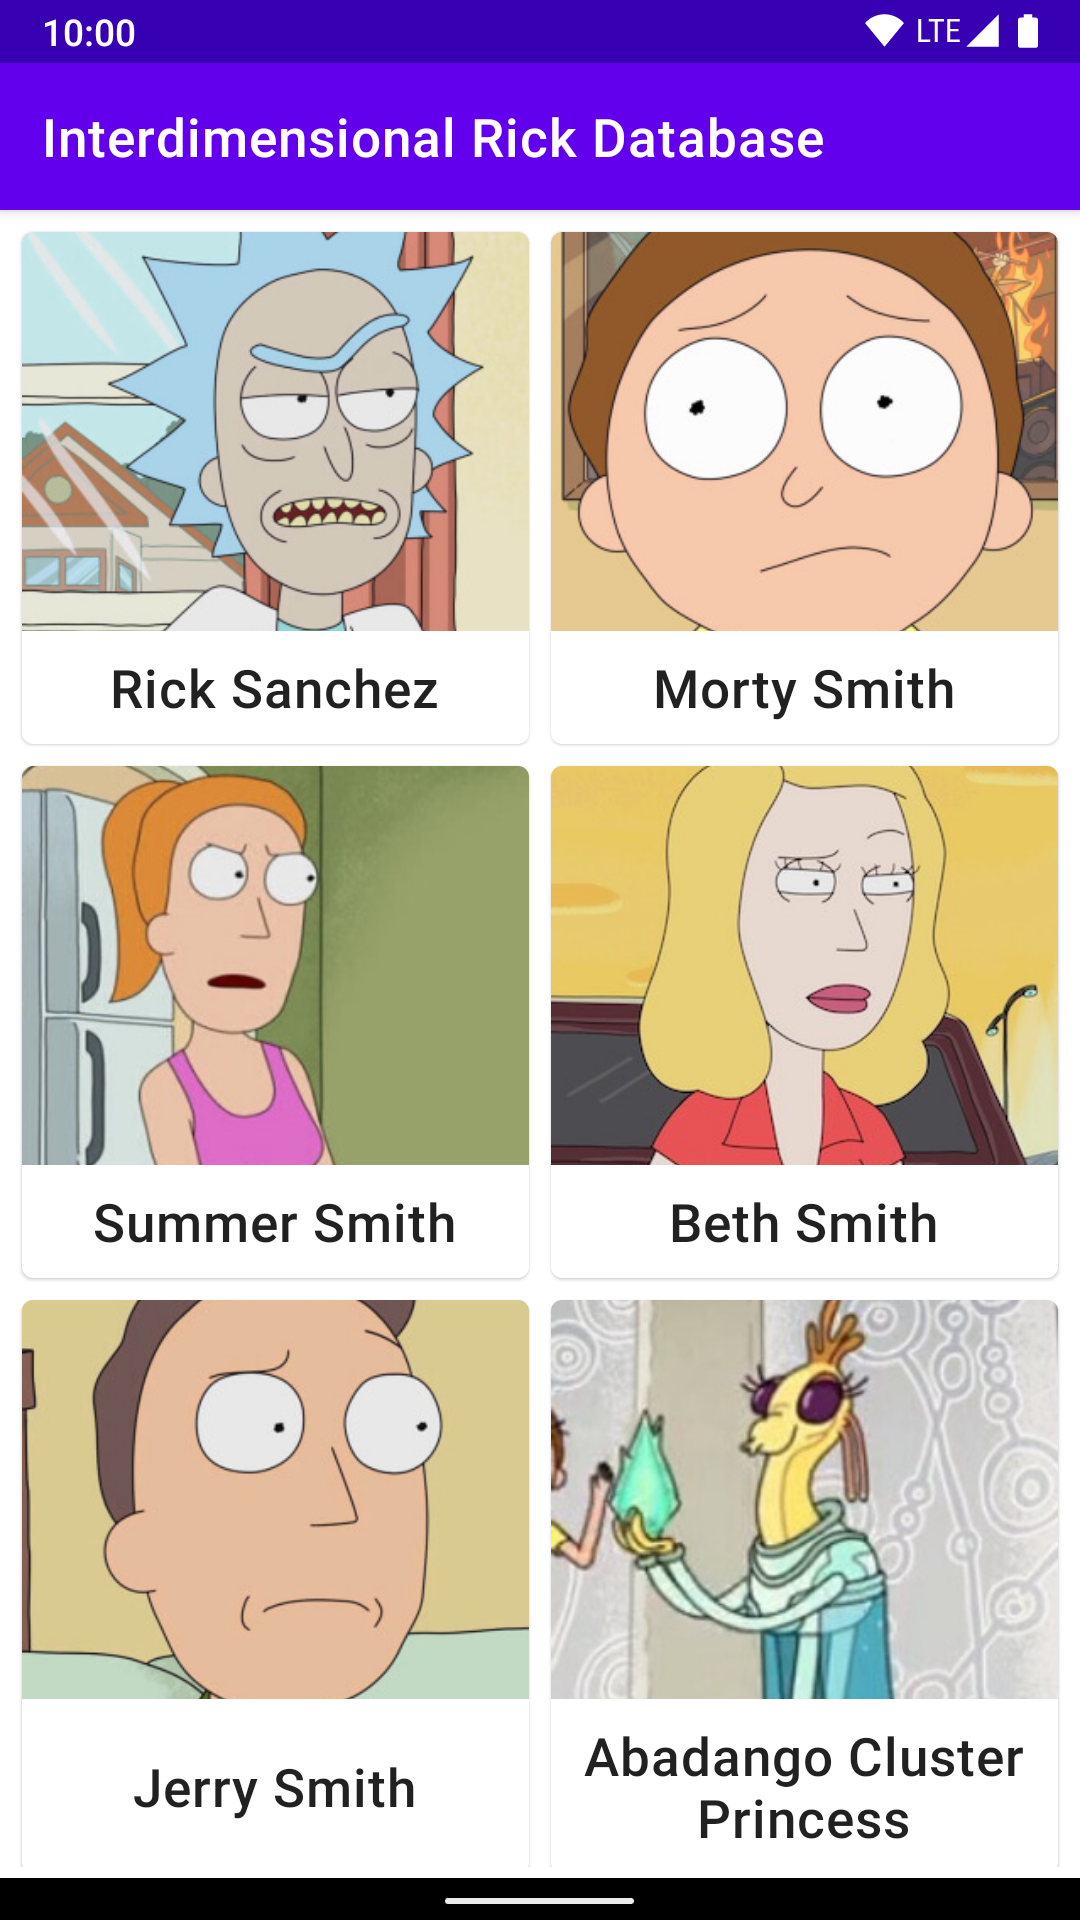 10:00 LTE
Interdimensional Rick Database
Rick Sanchez
Morty Smith
Summer Smith
Beth Smith
Jerry Smith
Abadango Cluster
Princess